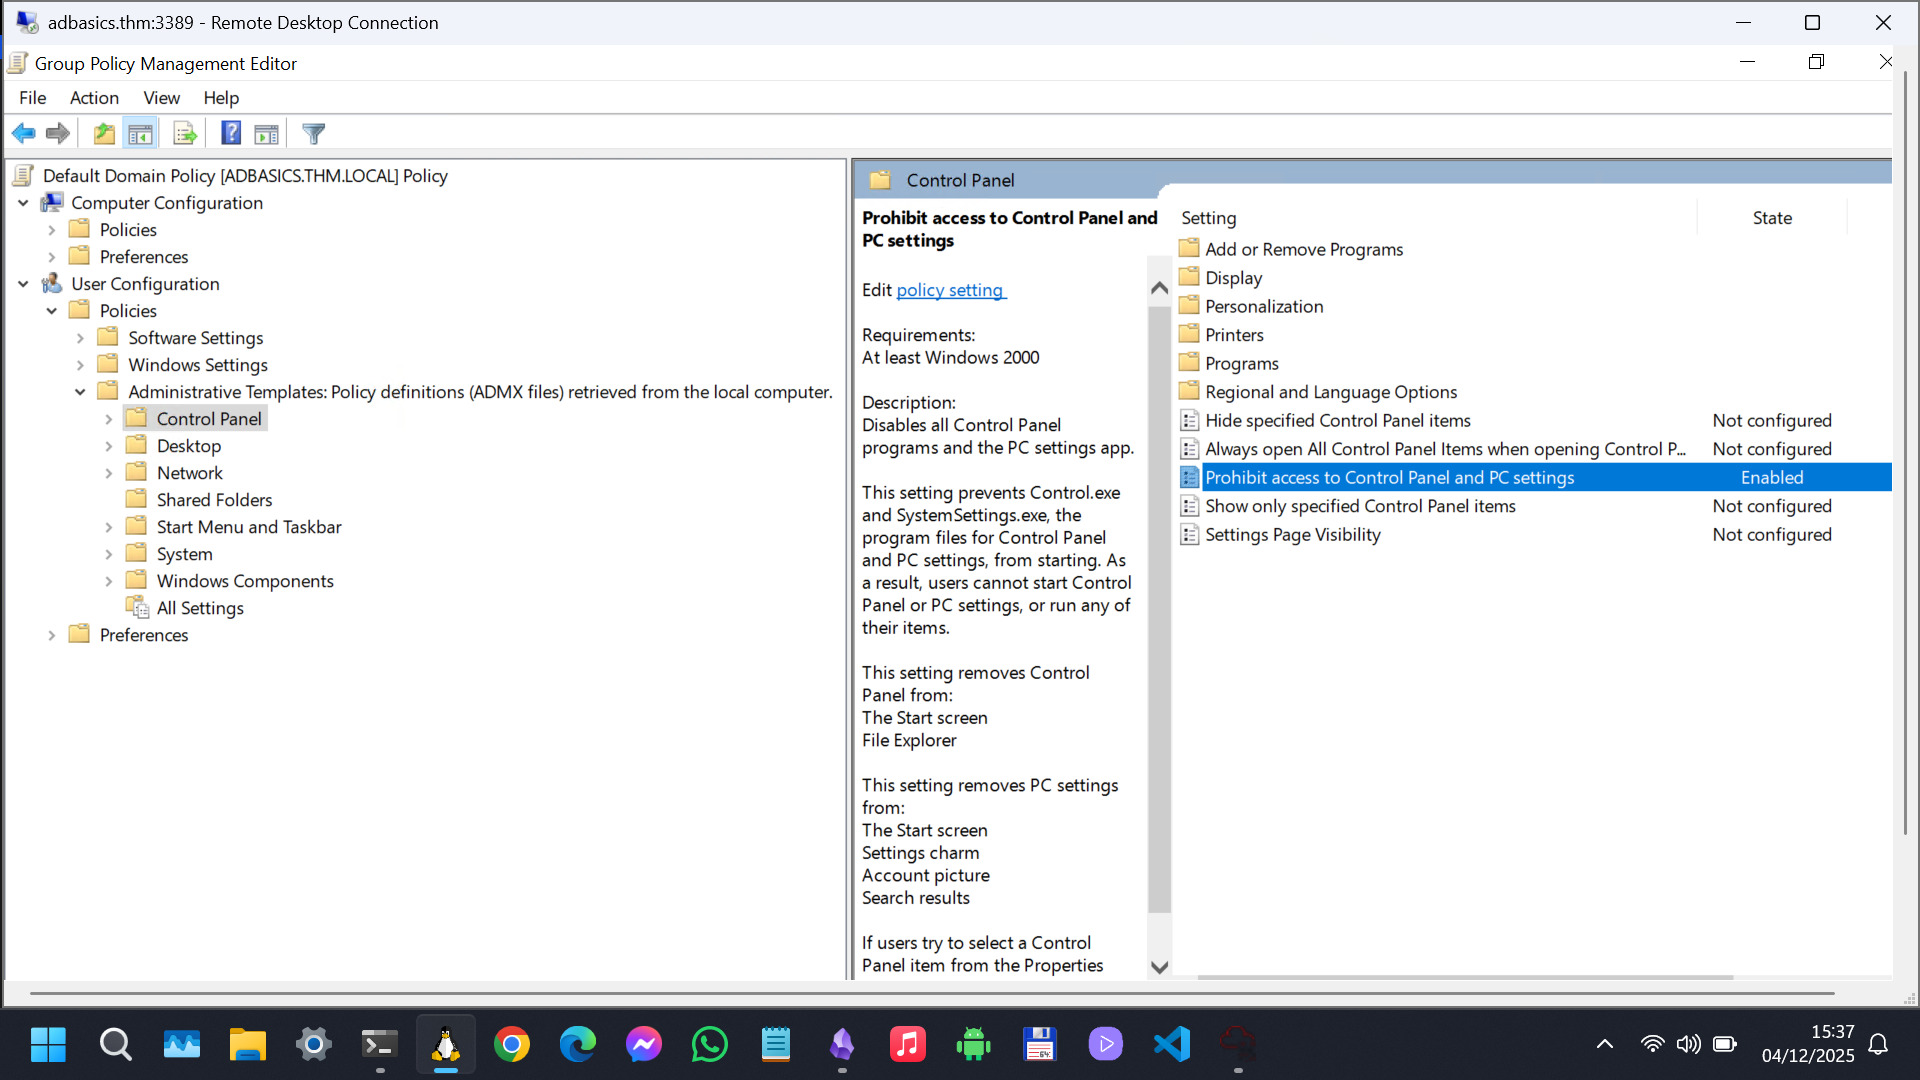 adbasics.thm:3389 - Remote Desktop Connection
Group Policy Management Editor
File Action View Help
Default Domain Policy [ADBASICS.THM.LOCAL] Policy
Computer Configuration
Policies
Preferences
User Configuration
Policies
Software Settings
Windows Settings
Administrative Templates: Policy definitions (ADMX files) retrieved from the local computer.
Control Panel
Desktop
Network
Shared Folders
Start Menu and Taskbar
System
Windows Components
All Settings
Preferences
Control Panel
Prohibit access to Control Panel and
PC settings
Edit policy setting
Requirements:
At least Windows 2000
Description:
Disables all Control Panel
programs and the PC settings app.
This setting prevents Control.exe
and SystemSettings.exe, the
program files for Control Panel
and PC settings, from starting. As
a result, users cannot start Control
Panel or PC settings, or run any of
their items.
This setting removes Control
Panel from:
The Start screen
File Explorer
This setting removes PC settings
from:
The Start screen
Settings charm
Account picture
Search results
If users try to select a Control
Panel item from the Properties
Setting State
Add or Remove Programs
Display
Personalization
Printers
Programs
Regional and Language Options
Hide specified Control Panel items Not configured
Always open All Control Panel Items when opening Control P... Not configured
Prohibit access to Control Panel and PC settings Enabled
Show only specified Control Panel items Not configured
Settings Page Visibility Not configured
64
15:37
04/12/2025